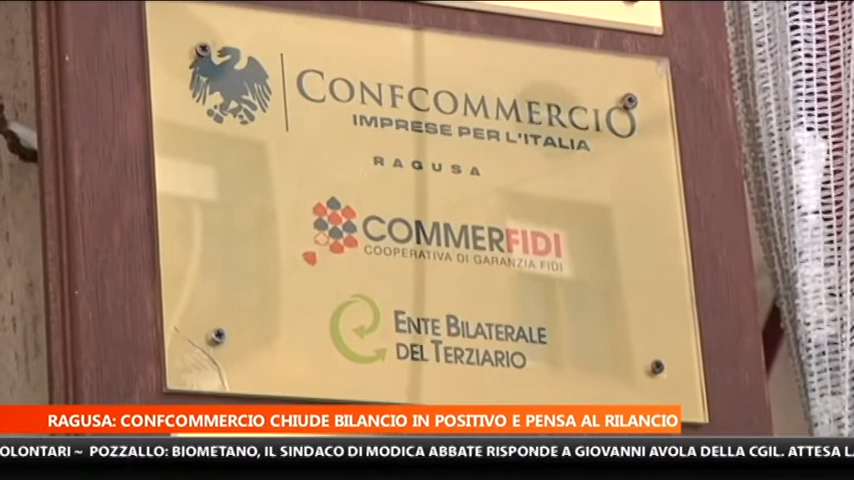 CONFCOMMERCIO
IMPRESE PER L'ITALIA
RAGUSA
COMMERFIDI
COOPERATIVA DI GARANZIA FIDI
ENTE BILATERALE
DEL TERZIARIO
RAGUSA: CONFCOMMERCIO CHIUDE BILANCIO IN POSITIVO E PENSA AL RILANCIO
OLONTARI ~ POZZALLO: BIOMETANO, IL SINDACO DI MODICA ABBATE RISPONDE A GIOVANNI AVOLA DELLA CGIL. ATTESA L